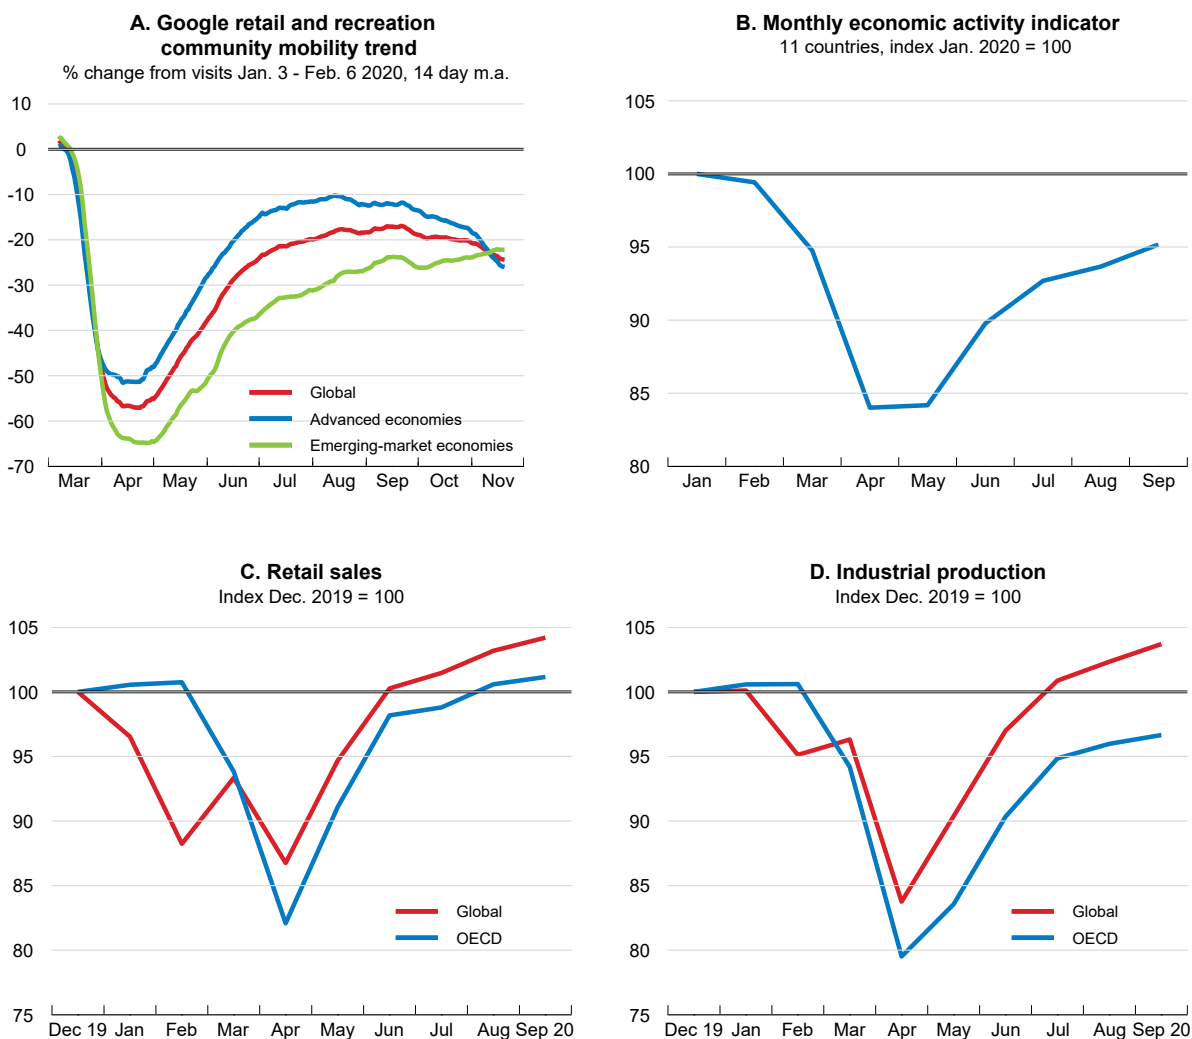 A. Google retail and recreation
community mobility trend
% change from visits Jan. 3 - Feb. 6 2020, 14 day m.a.
10
0
-10
-20
-30
-40
-50
-60
-70
Global
Advanced economies
Emerging-market economies
Mar Apr May Jun Jul Aug Sep Oct Nov
B. Monthly economic activity indicator
11 countries, index Jan. 2020 = 100
105
100
95
90
85
80
Jan Feb Mar Apr May Jun Jul Aug Sep
C. Retail sales
Index Dec. 2019 = 100
105
100
95
90
85
80
75
Global
OECD
Dec 19 Jan Feb Mar Apr May Jun Jul Aug Sep 20
D. Industrial production
Index Dec. 2019 = 100
105
100
95
90
85
80
75
Global
OECD
Dec 19 Jan Feb Mar Apr May Jun Jul Aug Sep 20